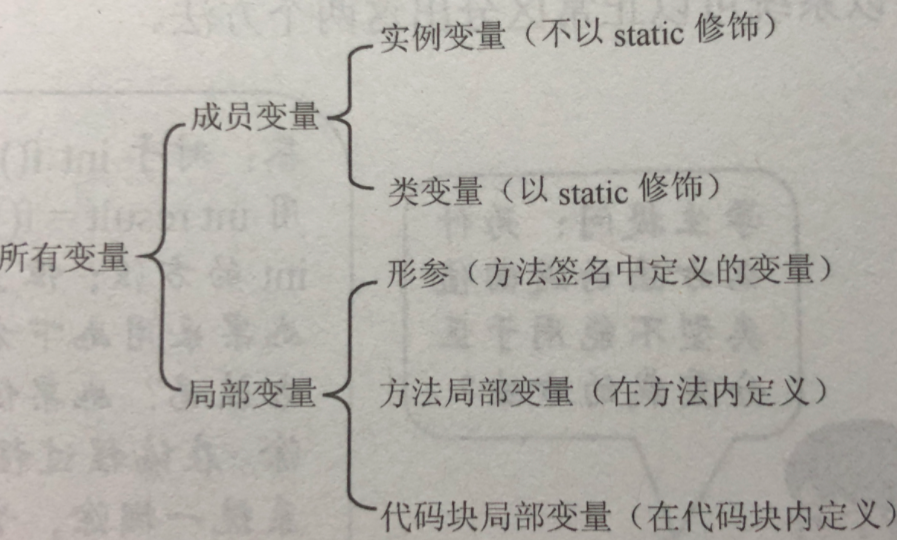 实例变量（不以 static 修饰）
成员变量
类变量（以 static 修饰）
所有变量
形参（方法签名中定义的变量）
局部变量
方法局部变量（在方法内定义）
代码块局部变量（在代码块内定义）